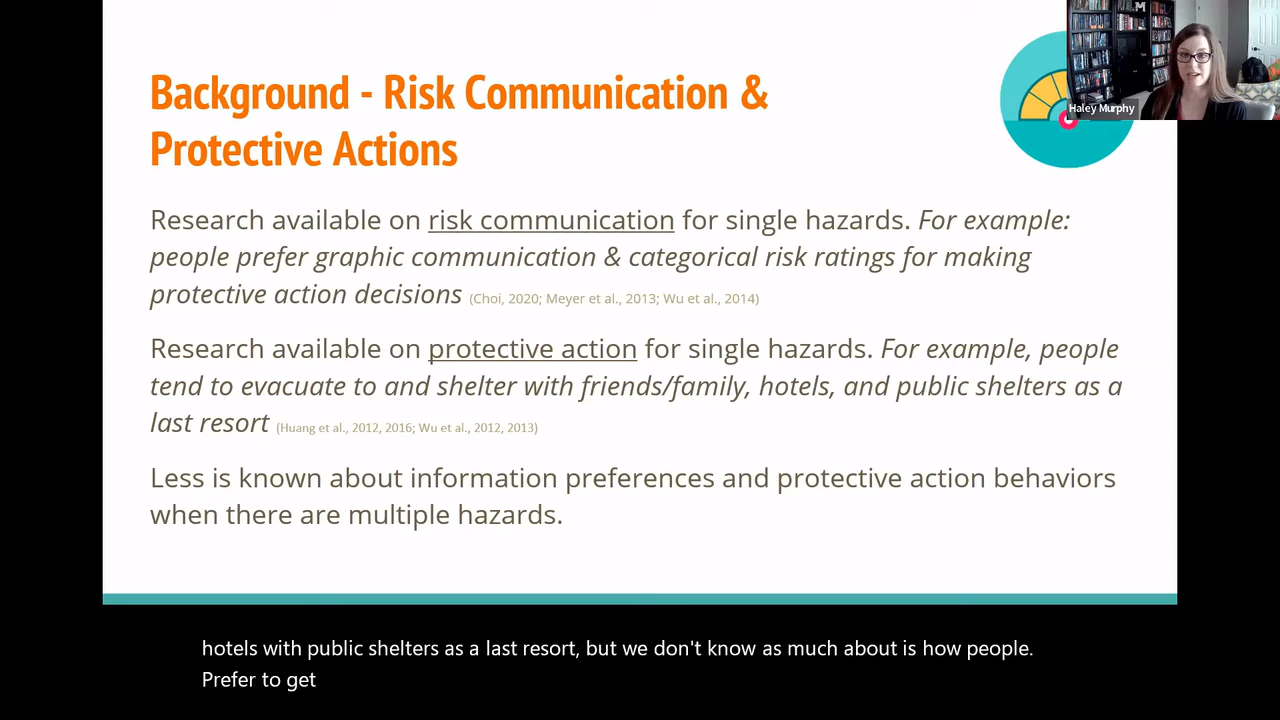 Background - Risk Communication &
Protective Actions
Haley Murphy
Research available on risk communication for single hazards. For example:
people prefer graphic communication & categorical risk ratings for making
protective action decisions (Choi, 2020; Meyer et al., 2013; Wu et al., 2014)
Research available on protective action for single hazards. For example, people
tend to evacuate to and shelter with friends/family, hotels, and public shelters as a
last resort (Huang et al., 2012, 2016; Wu et al., 2012, 2013)
Less is known about information preferences and protective action behaviors
when there are multiple hazards.
hotels with public shelters as a last resort, but we don't know as much about is how people.
Prefer to get